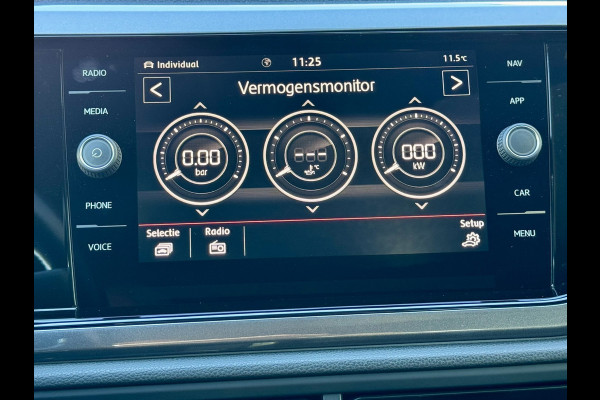 RADIO
MEDIA
PHONE
VOICE
Individual 11:25 11.5°C
< Vermogensmonitor >
0.00
bar
---
°C
000
kW
Selectie Radio Setup
NAV
APP
CAR
MENU